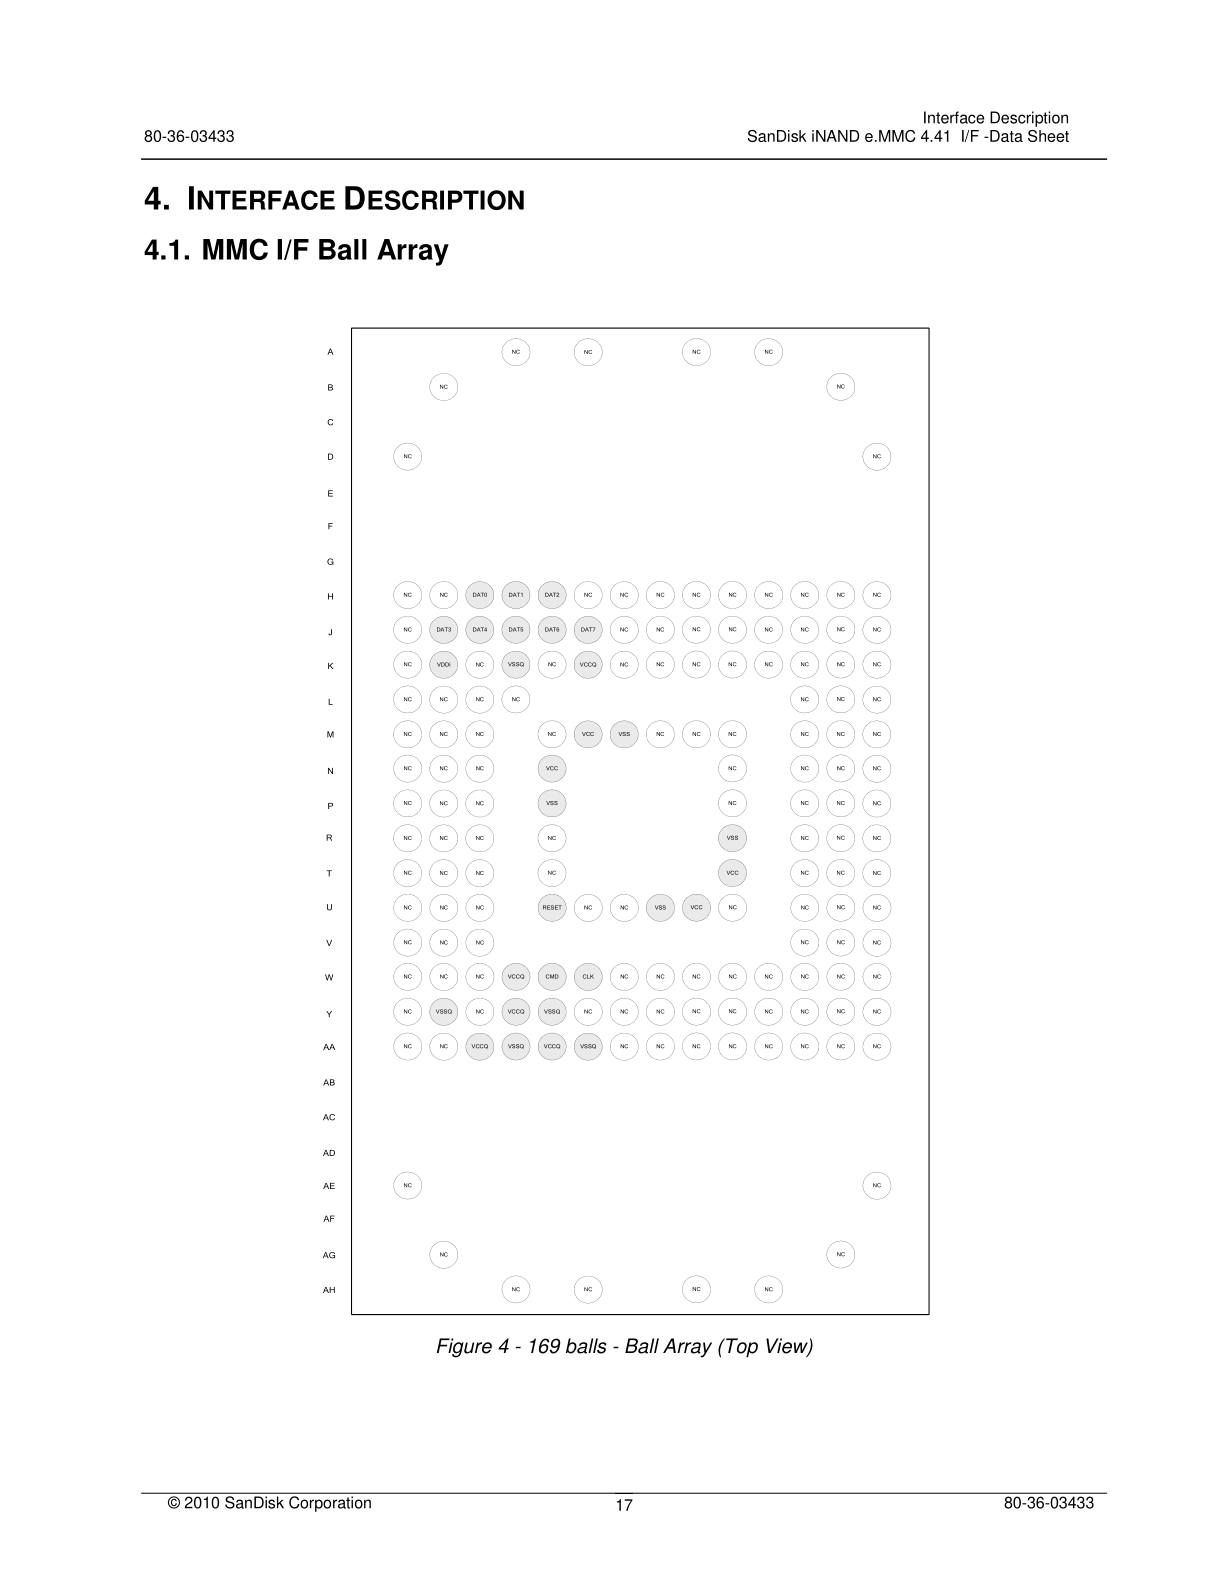 Interface Description
80-36-03433 SanDisk iNAND e.MMC 4.41 I/F -Data Sheet
4. INTERFACE DESCRIPTION
4.1. MMC I/F Ball Array
A NC NC NC NC
B NC NC
C
D NC NC
E
F
G
H NC NC DAT0 DAT1 DAT2 NC NC NC NC NC NC NC NC NC
J NC DAT3 DAT4 DAT5 DAT6 DAT7 NC NC NC NC NC NC NC NC
K NC VDDi NC VSSQ NC VCCQ NC NC NC NC NC NC NC NC
L NC NC NC NC NC NC NC
M NC NC NC NC VCC VSS NC NC NC NC NC NC
N NC NC NC VCC NC NC NC NC
P NC NC NC VSS NC NC NC NC
R NC NC NC NC VSS NC NC NC
T NC NC NC NC VCC NC NC NC
U NC NC NC RESET NC NC VSS VCC NC NC NC NC
V NC NC NC NC NC NC
W NC NC NC VCCQ CMD CLK NC NC NC NC NC NC NC NC
Y NC VSSQ NC VCCQ VSSQ NC NC NC NC NC NC NC NC NC
AA NC NC VCCQ VSSQ VCCQ VSSQ NC NC NC NC NC NC NC NC
AB
AC
AD
AE NC NC
AF
AG NC NC
AH NC NC NC NC
Figure 4 - 169 balls - Ball Array (Top View)
© 2010 SanDisk Corporation 17 80-36-03433